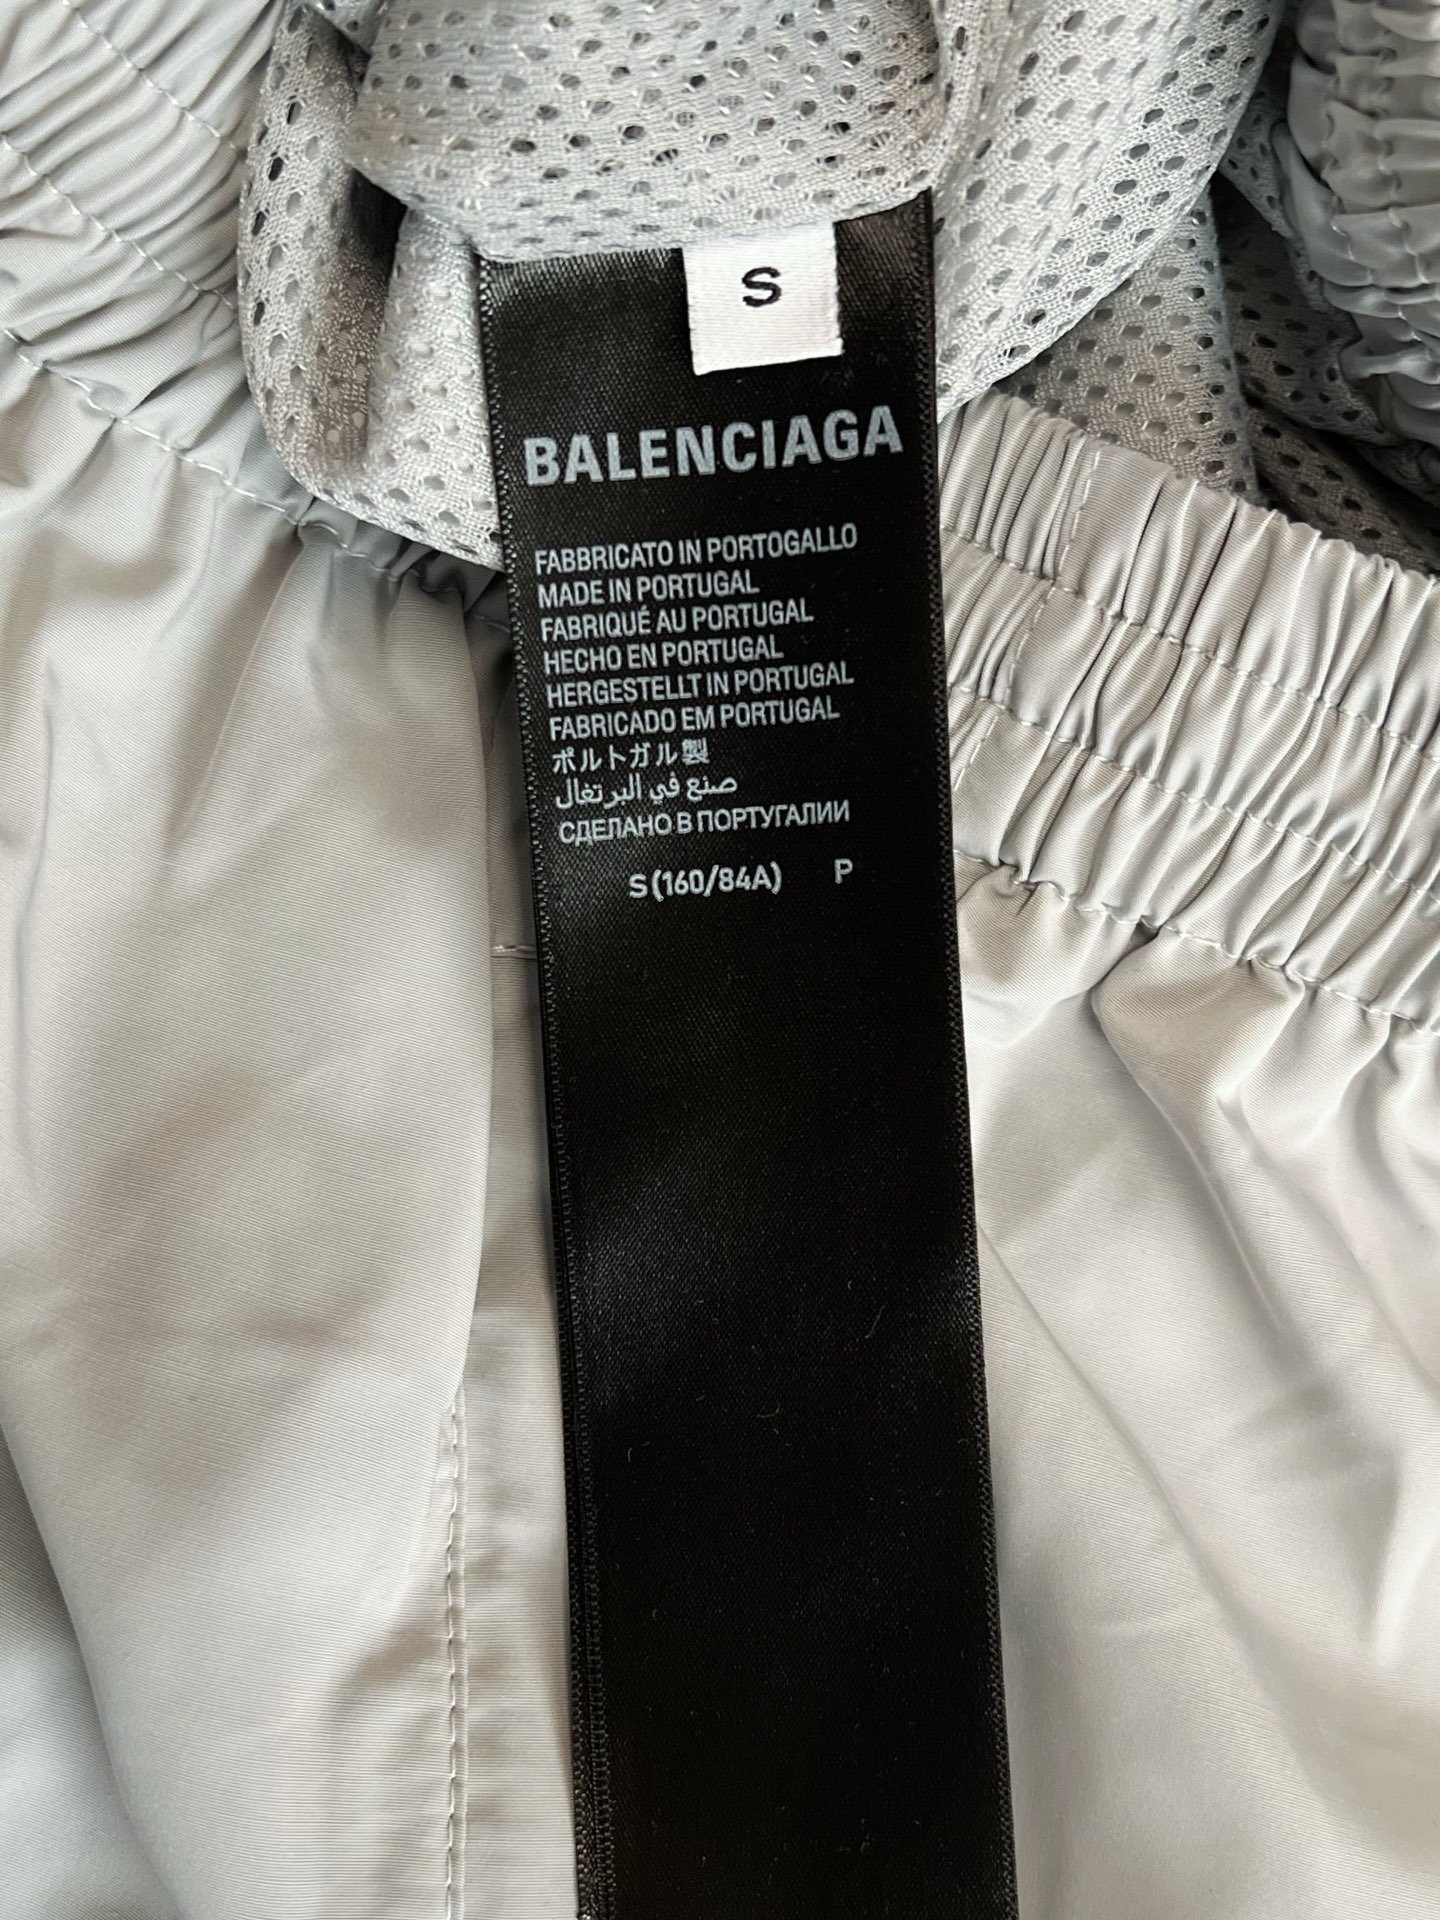 S
BALENCIAGA
FABBRICATO IN PORTOGALLO
MADE IN PORTUGAL
FABRIQUÉ AU PORTUGAL
HECHO EN PORTUGAL
HERGESTELLT IN PORTUGAL
FABRICADO EM PORTUGAL
ポルトガル製
صنع في البرتغال
СДЕЛАНО В ПОРТУГАЛИИ
S (160/84A) P